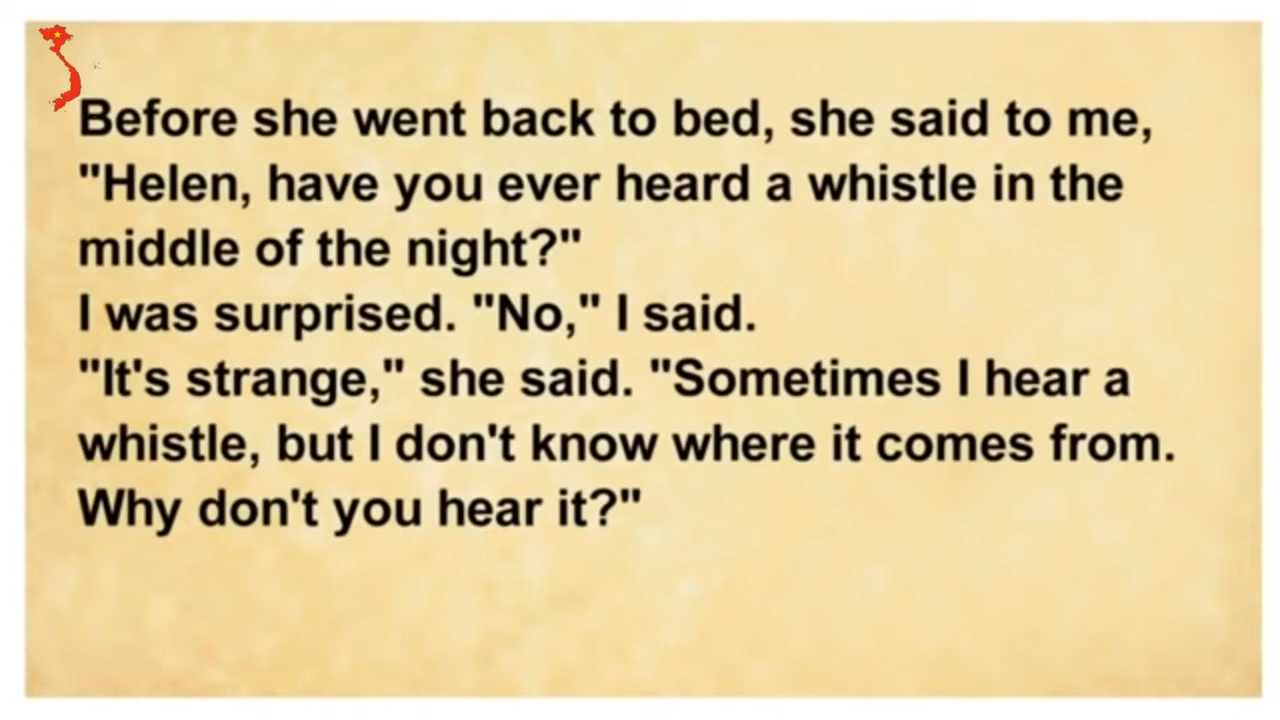 Before she went back to bed, she said to me,
"Helen, have you ever heard a whistle in the
middle of the night?"
I was surprised. "No," I said.
"It's strange," she said. "Sometimes I hear a
whistle, but I don't know where it comes from.
Why don't you hear it?"